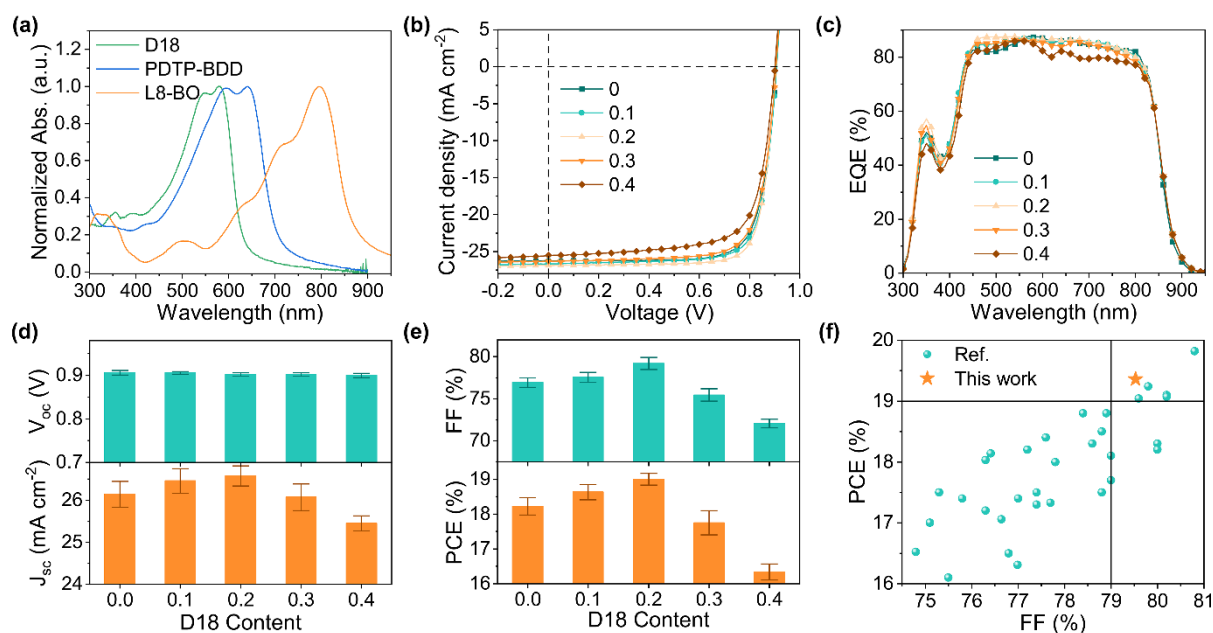 (a)
Normalized Abs. (a.u.)
1.2
1.0
0.8
0.6
0.4
0.2
0.0
D18
PDTP-BDD
L8-BO
300 400 500 600 700 800 900
Wavelength (nm)
(b)
Current density (mA cm⁻²)
5
0
-5
-10
-15
-20
-25
0
0.1
0.2
0.3
0.4
-0.2 0.0 0.2 0.4 0.6 0.8 1.0
Voltage (V)
(c)
EQE (%)
80
60
40
20
0
0
0.1
0.2
0.3
0.4
300 400 500 600 700 800 900
Wavelength (nm)
(d)
Voc (V)
0.9
0.8
0.7
Jsc (mA cm⁻²)
26
25
24
0.0 0.1 0.2 0.3 0.4
D18 Content
(e)
FF (%)
80
75
70
PCE (%)
19
18
17
16
0.0 0.1 0.2 0.3 0.4
D18 Content
(f)
PCE (%)
20
19
18
17
16
Ref.
This work
75 76 77 78 79 80 81
FF (%)